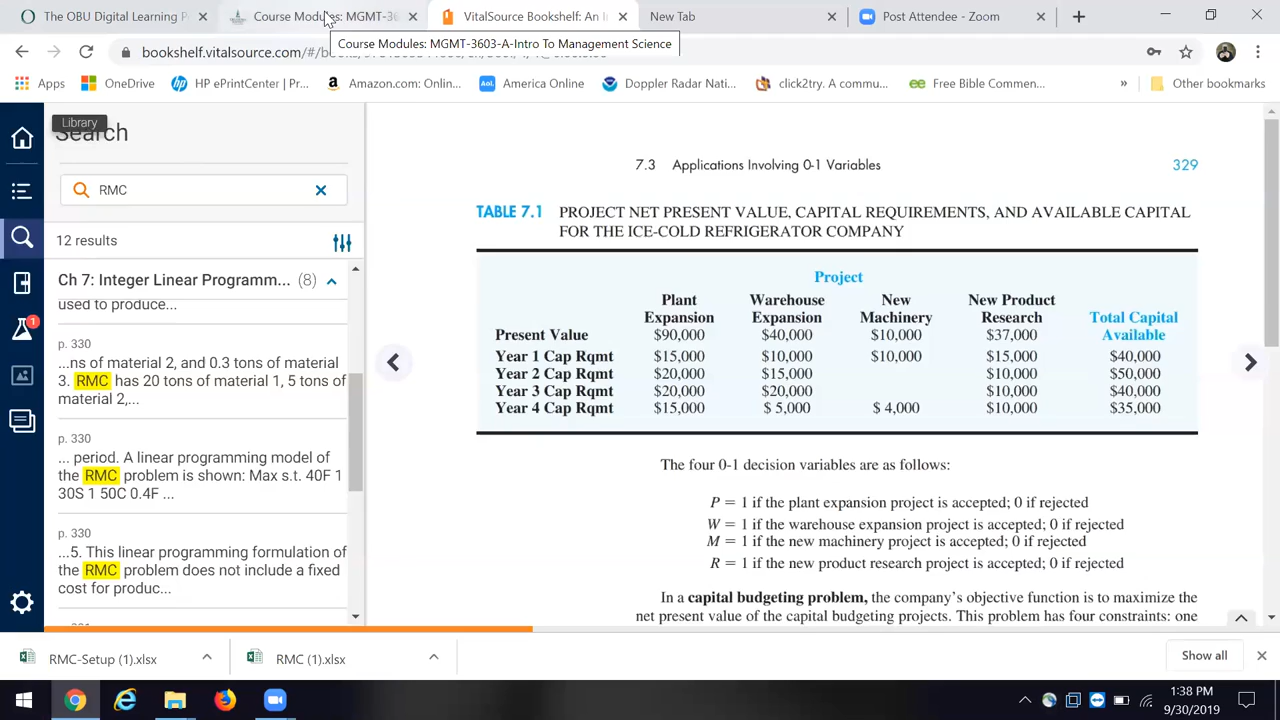 The OBU Digital Learning P
Course Modules: MGMT-36
VitalSource Bookshelf: An I
New Tab
Post Attendee - Zoom
Course Modules: MGMT-3603-A-Intro To Management Science
bookshelf.vitalsource.com/#/books/
Apps
OneDrive
HP ePrintCenter | Pr...
Amazon.com: Onlin...
Aol.
America Online
Doppler Radar Nati...
click2try. A commu...
Free Bible Commen...
»
Other bookmarks
Library
Search
RMC
12 results
Ch 7: Integer Linear Programm... (8)
used to produce...
p. 330
...ns of material 2, and 0.3 tons of material
3. RMC has 20 tons of material 1, 5 tons of
material 2,...
p. 330
... period. A linear programming model of
the RMC problem is shown: Max s.t. 40F 1
30S 1 50C 0.4F ...
p. 330
...5. This linear programming formulation of
the RMC problem does not include a fixed
cost for produc...
1
7.3 Applications Involving 0-1 Variables 329
TABLE 7.1 PROJECT NET PRESENT VALUE, CAPITAL REQUIREMENTS, AND AVAILABLE CAPITAL
FOR THE ICE-COLD REFRIGERATOR COMPANY
Project
Plant Warehouse New New Product
Expansion Expansion Machinery Research Total Capital
Present Value $90,000 $40,000 $10,000 $37,000 Available
Year 1 Cap Rqmt $15,000 $10,000 $10,000 $15,000 $40,000
Year 2 Cap Rqmt $20,000 $15,000 $10,000 $50,000
Year 3 Cap Rqmt $20,000 $20,000 $10,000 $40,000
Year 4 Cap Rqmt $15,000 $ 5,000 $ 4,000 $10,000 $35,000
The four 0-1 decision variables are as follows:
P = 1 if the plant expansion project is accepted; 0 if rejected
W = 1 if the warehouse expansion project is accepted; 0 if rejected
M = 1 if the new machinery project is accepted; 0 if rejected
R = 1 if the new product research project is accepted; 0 if rejected
In a capital budgeting problem, the company's objective function is to maximize the
net present value of the capital budgeting projects. This problem has four constraints: one
RMC-Setup (1).xlsx
RMC (1).xlsx
Show all
1:38 PM
9/30/2019